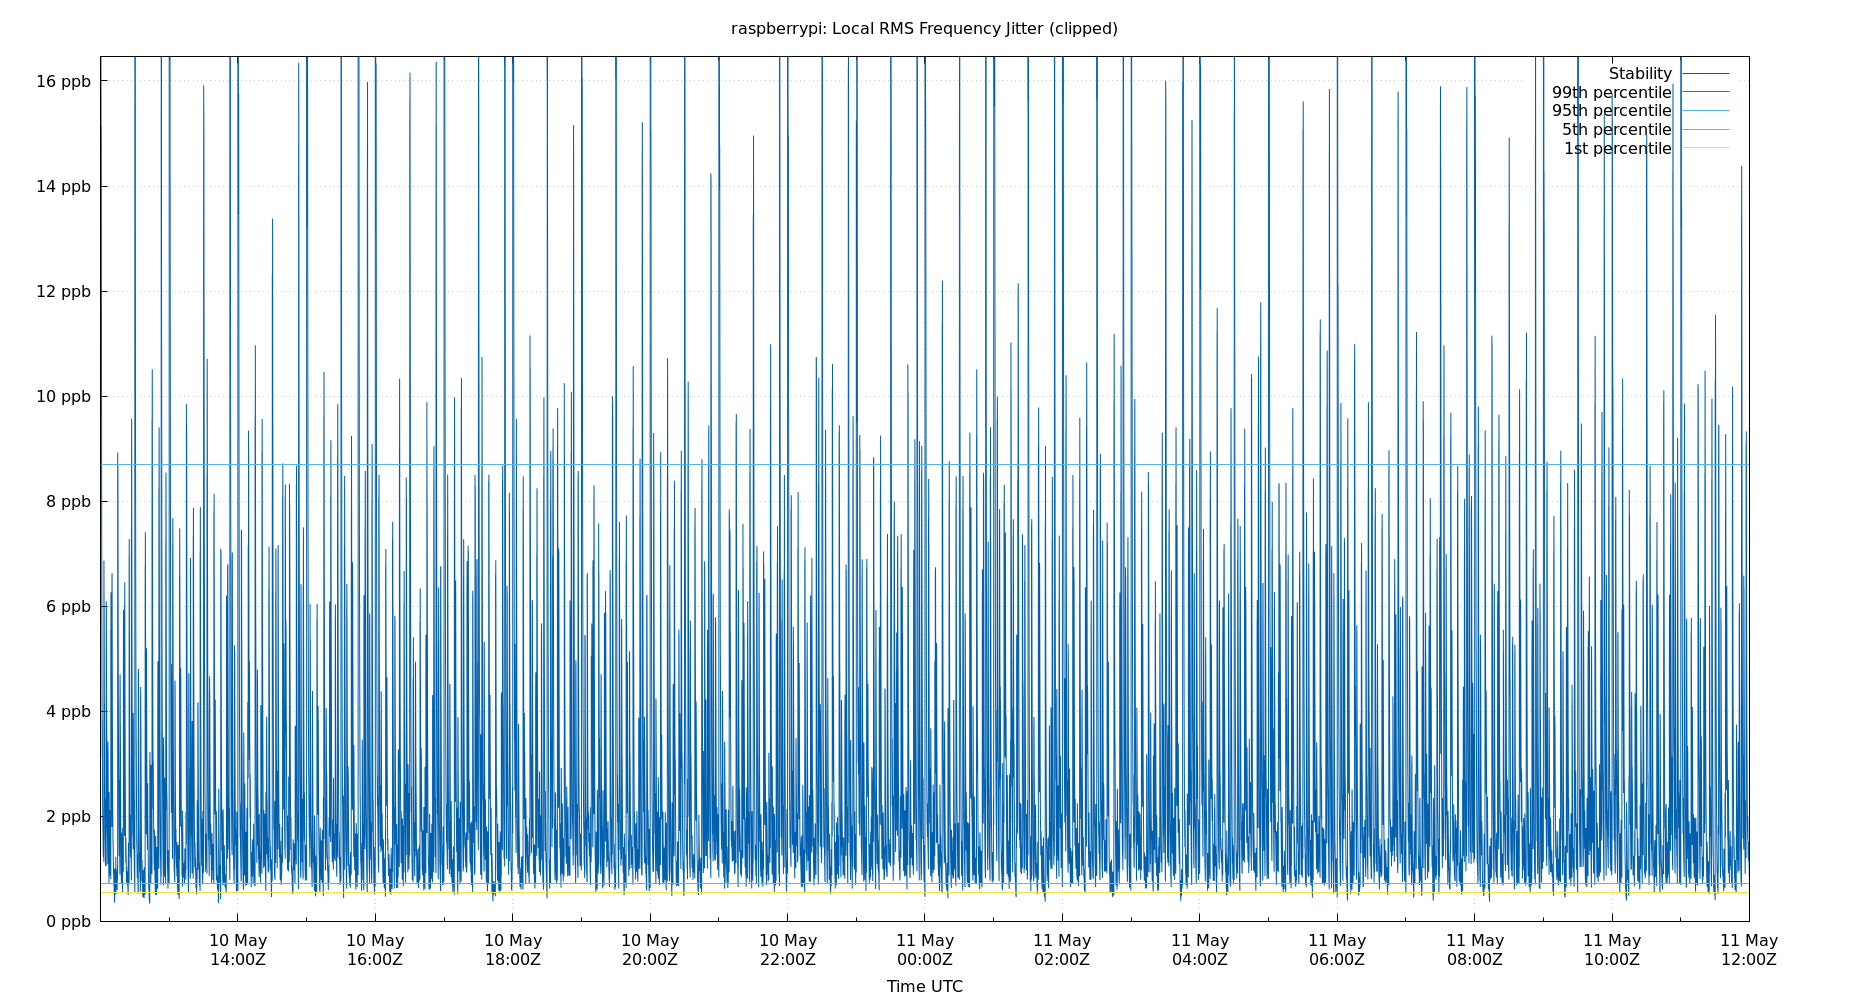 raspberrypi: Local RMS Frequency Jitter (clipped)
16 ppb
14 ppb
12 ppb
10 ppb
8 ppb
6 ppb
4 ppb
2 ppb
0 ppb
Stability
99th percentile
95th percentile
5th percentile
1st percentile
10 May 14:00Z
10 May 16:00Z
10 May 18:00Z
10 May 20:00Z
10 May 22:00Z
11 May 00:00Z
11 May 02:00Z
11 May 04:00Z
11 May 06:00Z
11 May 08:00Z
11 May 10:00Z
11 May 12:00Z
Time UTC